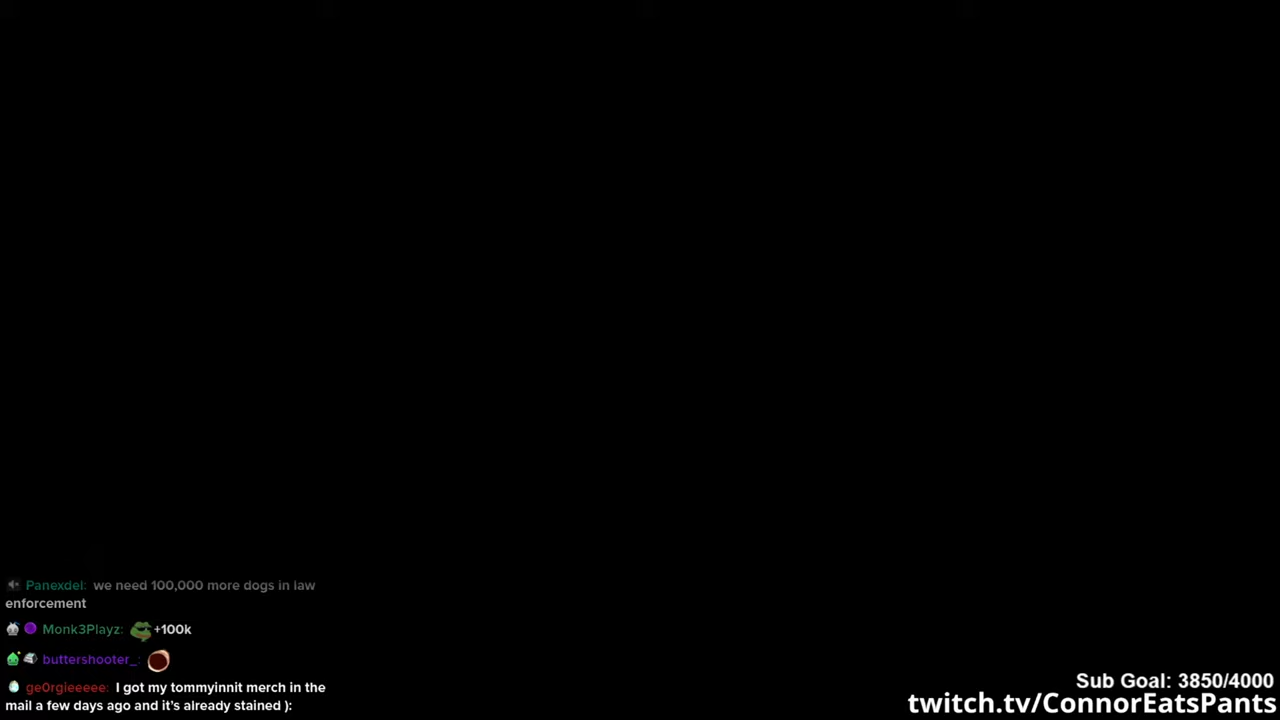 Panexdel: we need 100,000 more dogs in law
enforcement
Monk3Playz: +100k
buttershooter_:
ge0rgieeeee: I got my tommyinnit merch in the
mail a few days ago and it's already stained ):
Sub Goal: 3850/4000
twitch.tv/ConnorEatsPants